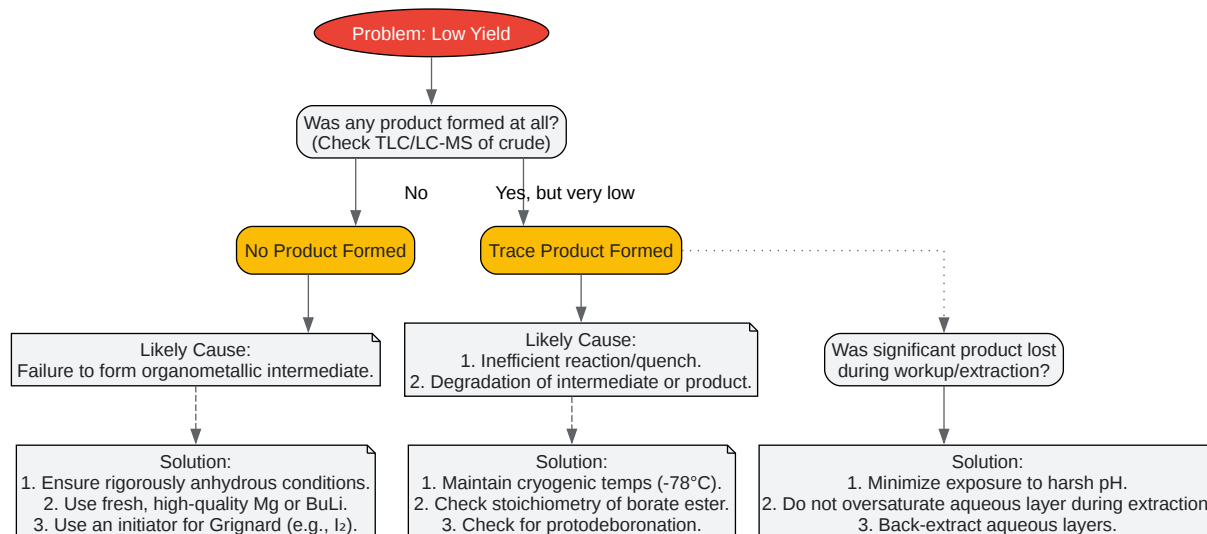 Problem: Low Yield
Was any product formed at all?
(Check TLC/LC-MS of crude)
No
Yes, but very low
No Product Formed
Trace Product Formed
Likely Cause:
Failure to form organometallic intermediate.
Likely Cause:
1. Inefficient reaction/quench.
2. Degradation of intermediate or product.
Was significant product lost
during workup/extraction?
Solution:
1. Ensure rigorously anhydrous conditions.
2. Use fresh, high-quality Mg or BuLi.
3. Use an initiator for Grignard (e.g., I₂).
Solution:
1. Maintain cryogenic temps (-78°C).
2. Check stoichiometry of borate ester.
3. Check for protodeboronation.
Solution:
1. Minimize exposure to harsh pH.
2. Do not oversaturate aqueous layer during extraction
3. Back-extract aqueous layers.